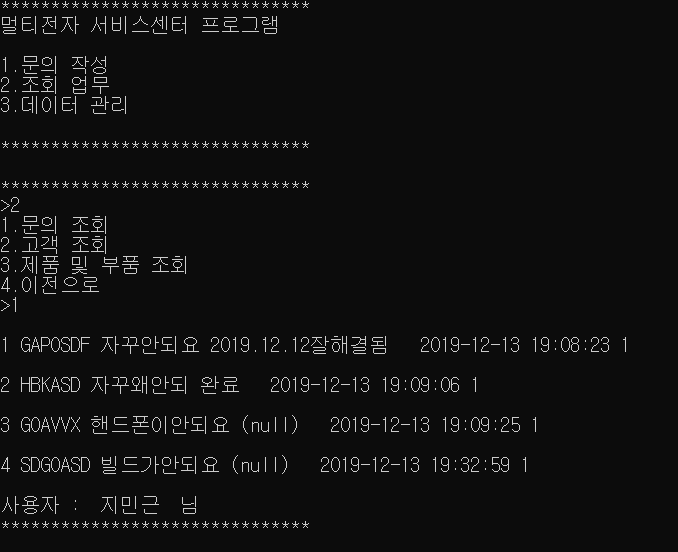 *******************************
멀티전자 서비스센터 프로그램
1.문의 작성
2.조회 업무
3.데이터 관리
*******************************
*******************************
>2
1.문의 조회
2.고객 조회
3.제품 및 부품 조회
4.이전으로
>1
1 GAPOSDF 자꾸안되요 2019.12.12잘해결됨 2019-12-13 19:08:23 1
2 HBKASD 자꾸왜안되 완료 2019-12-13 19:09:06 1
3 GOAVVX 핸드폰이안되요 (null) 2019-12-13 19:09:25 1
4 SDGOASD 빌드가안되요 (null) 2019-12-13 19:32:59 1
사용자 : 지민근 님
*******************************